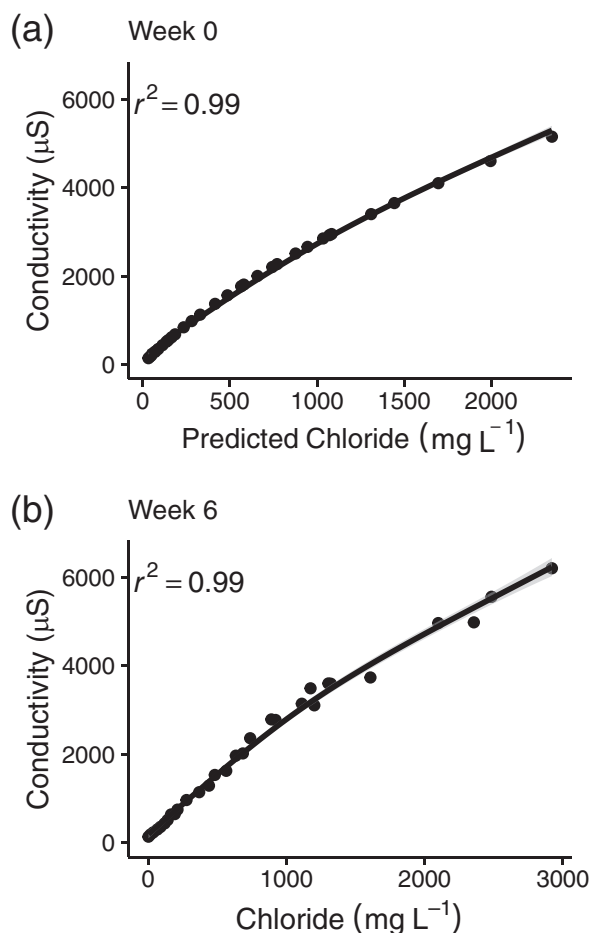 (a) Week 0
r² = 0.99
6000
4000
2000
0
Conductivity (µS)
0 500 1000 1500 2000
Predicted Chloride (mg L⁻¹)
(b) Week 6
r² = 0.99
6000
4000
2000
0
Conductivity (µS)
0 1000 2000 3000
Chloride (mg L⁻¹)